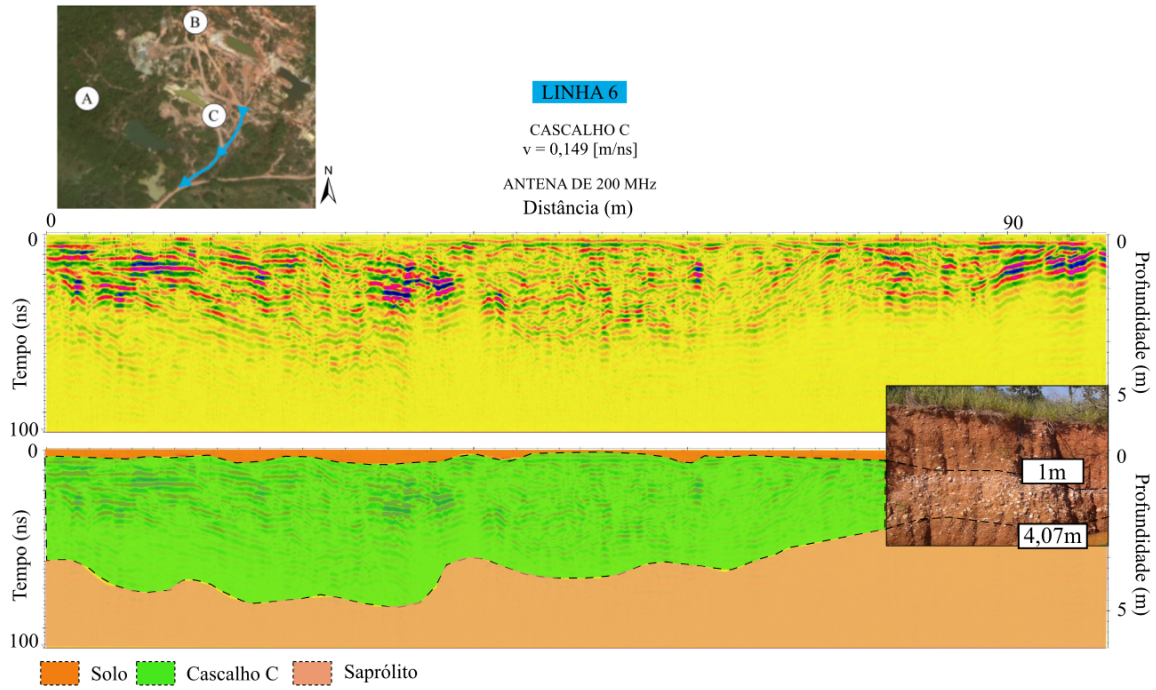 B
A
C
N
LINHA 6
CASCALHO C
v = 0,149 [m/ns]
ANTENA DE 200 MHz
Distância (m)
0
90
0
Tempo (ns)
100
0
Profundidade (m)
5
0
Tempo (ns)
100
0
Profundidade (m)
5
1m
4,07m
Solo
Cascalho C
Saprólito